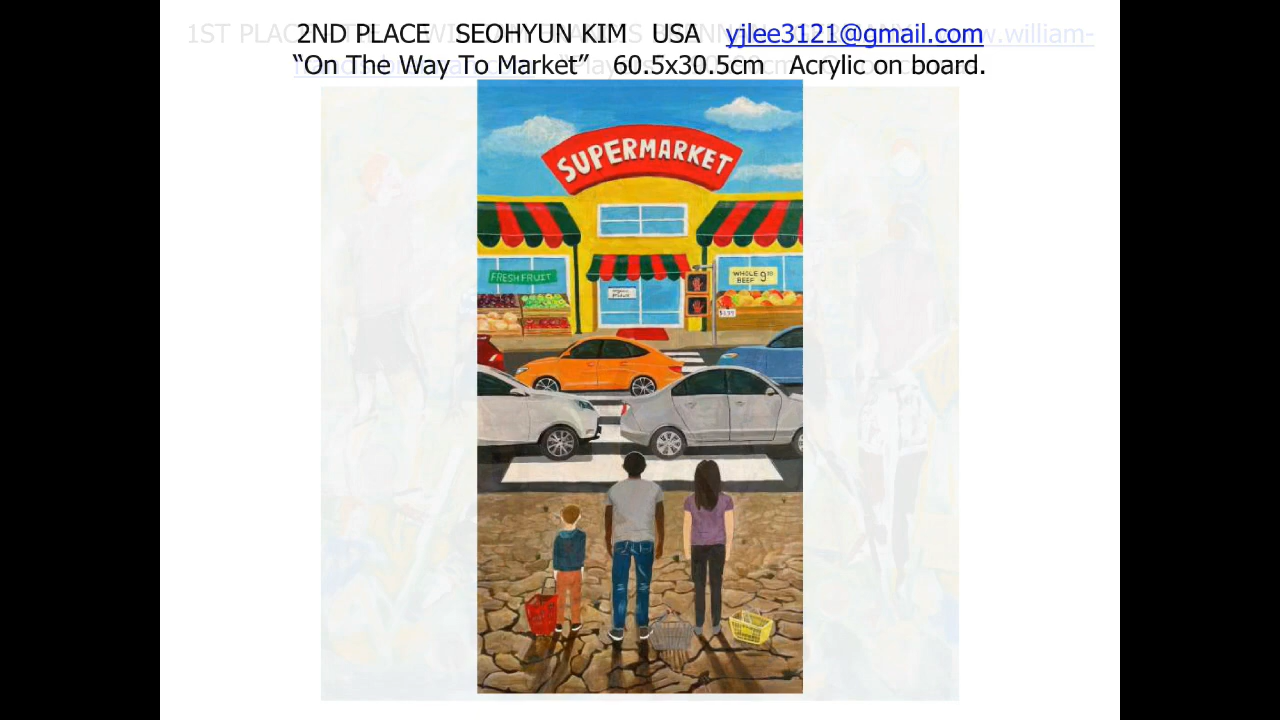 2ND PLACE SEOHYUN KIM USA yjlee3121@gmail.com
“On The Way To Market” 60.5x30.5cm Acrylic on board.
SUPERMARKET
FRESH FRUIT
WHOLE 9
BEEF